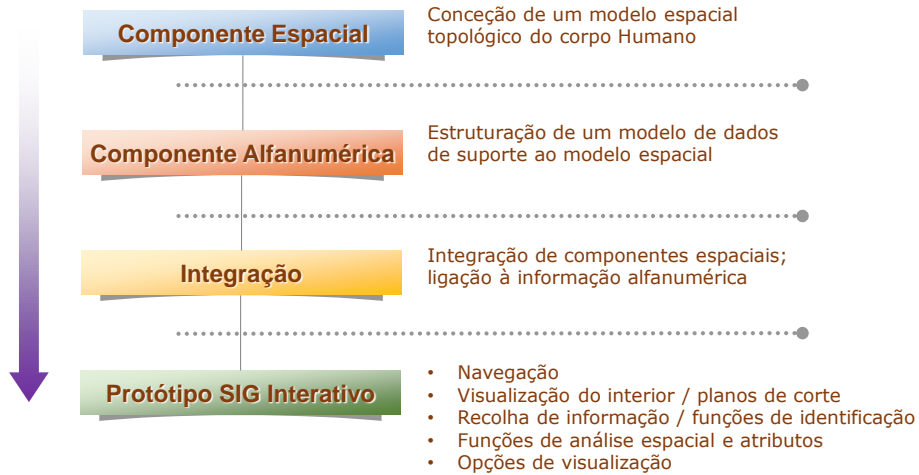 Componente Espacial
Conceção de um modelo espacial
topológico do corpo Humano
Componente Alfanumérica
Estruturação de um modelo de dados
de suporte ao modelo espacial
Integração
Integração de componentes espaciais;
ligação à informação alfanumérica
Protótipo SIG Interativo
• Navegação
• Visualização do interior / planos de corte
• Recolha de informação / funções de identificação
• Funções de análise espacial e atributos
• Opções de visualização